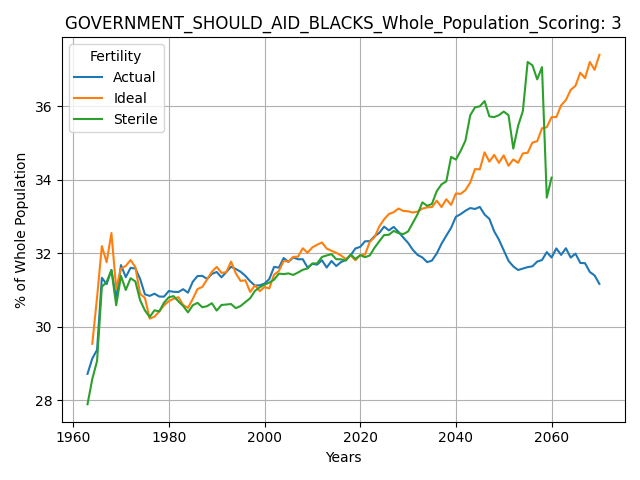 GOVERNMENT_SHOULD_AID_BLACKS_Whole_Population_Scoring: 3
Fertility
Actual
Ideal
Sterile
% of Whole Population
36
34
32
30
28
1960
1980
2000
2020
2040
2060
Years